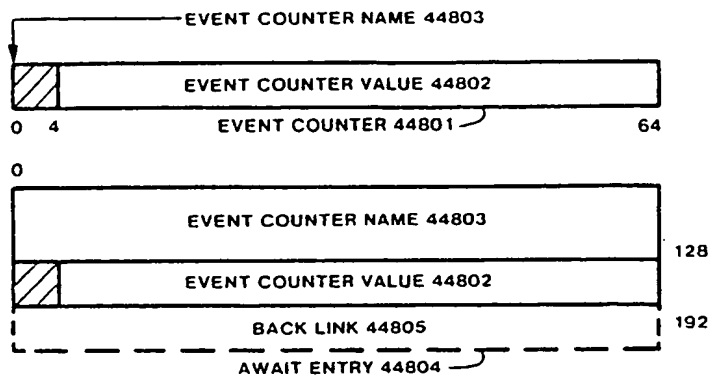 EVENT COUNTER NAME 44803
EVENT COUNTER VALUE 44802
0 4 EVENT COUNTER 44801 64
0
EVENT COUNTER NAME 44803
128
EVENT COUNTER VALUE 44802
BACK LINK 44805 192
AWAIT ENTRY 44804